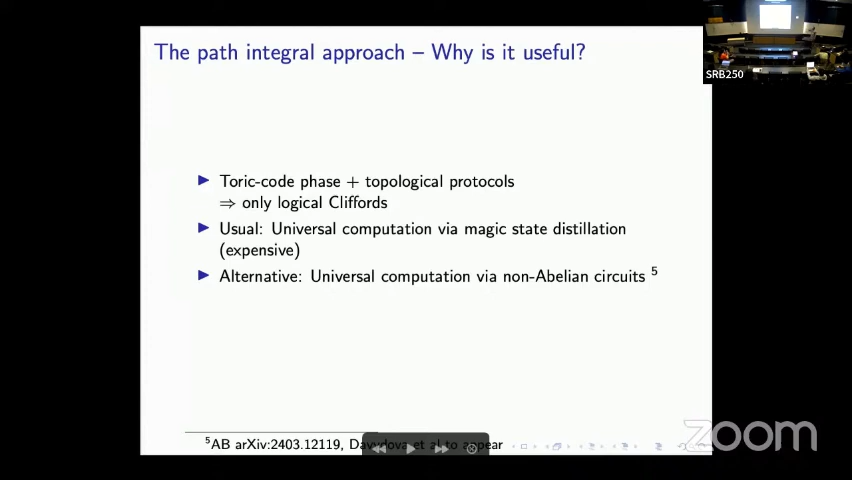 The path integral approach – Why is it useful?
SRB250
▶ Toric-code phase + topological protocols
⇒ only logical Cliffords
▶ Usual: Universal computation via magic state distillation
(expensive)
▶ Alternative: Universal computation via non-Abelian circuits 5
5AB arXiv:2403.12119, Davydova et al to appear
zoom